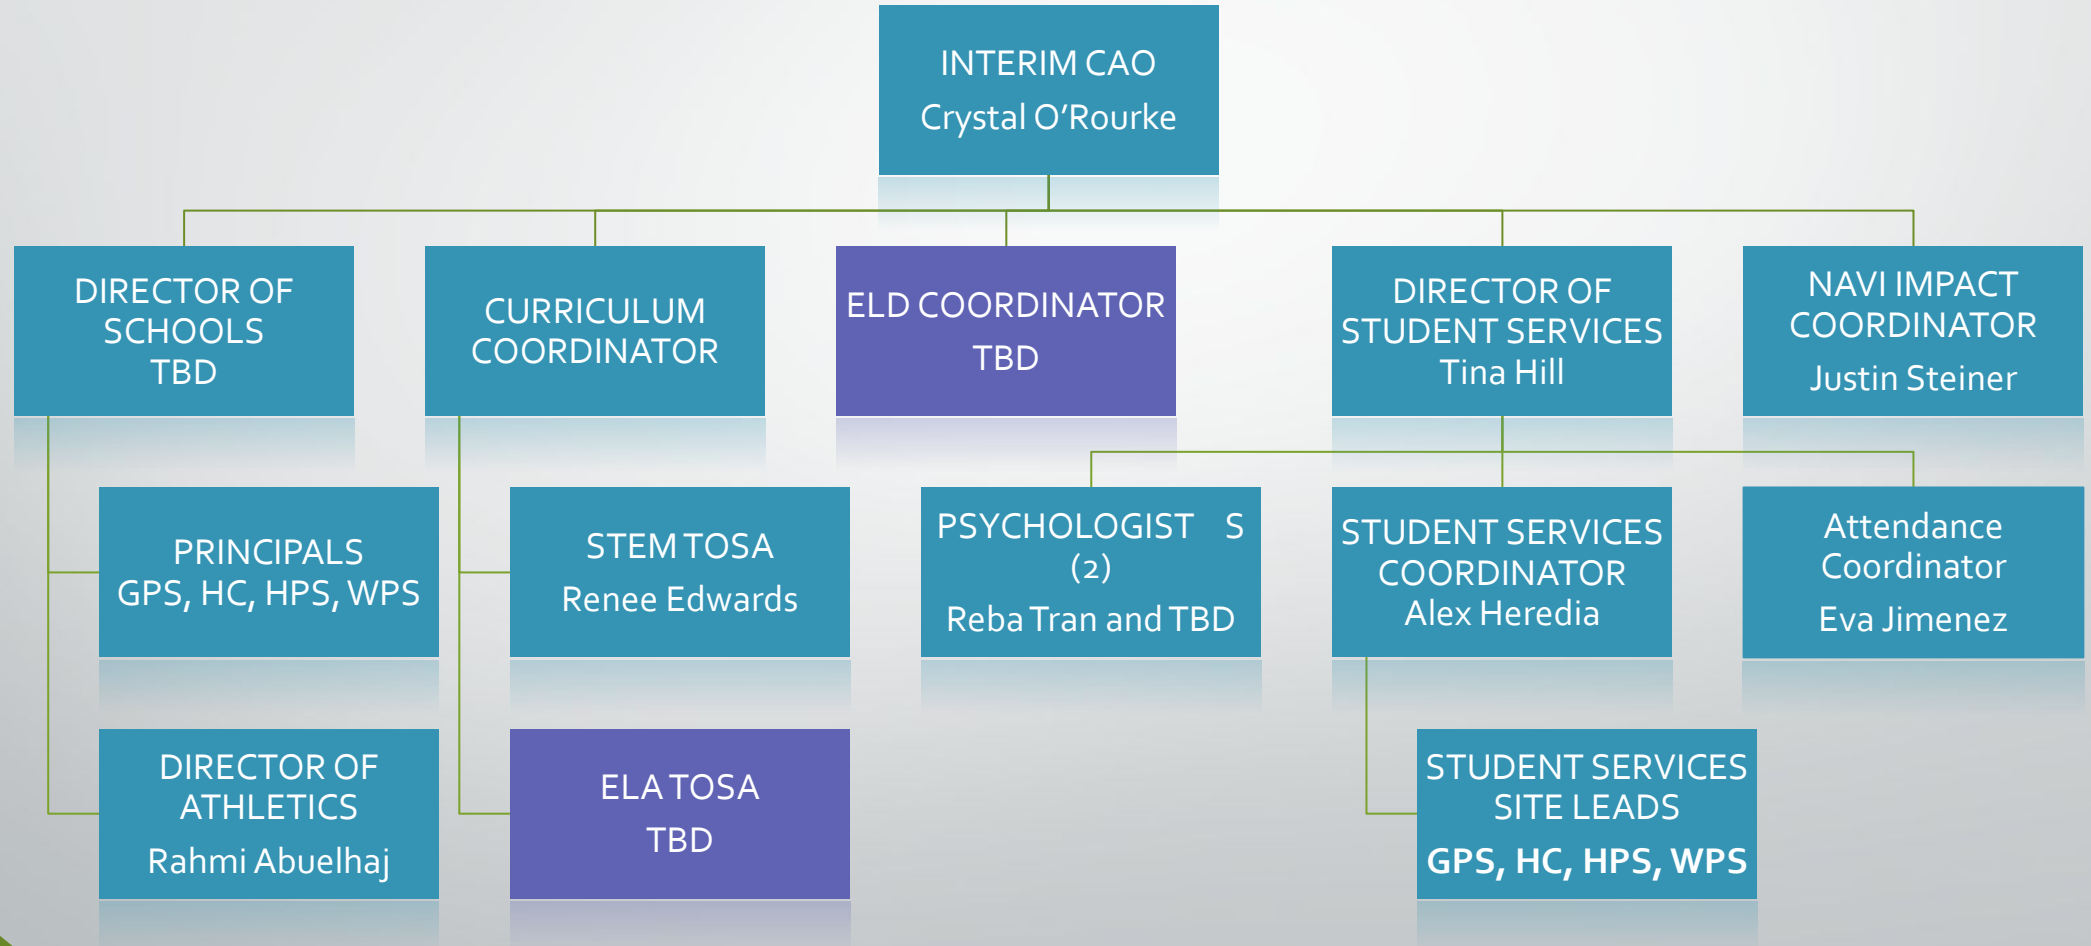 INTERIM CAO
Crystal O’Rourke
DIRECTOR OF
SCHOOLS
TBD
CURRICULUM
COORDINATOR
ELD COORDINATOR
TBD
DIRECTOR OF
STUDENT SERVICES
Tina Hill
NAVI IMPACT
COORDINATOR
Justin Steiner
PRINCIPALS
GPS, HC, HPS, WPS
STEM TOSA
Renee Edwards
PSYCHOLOGIST S
(2)
Reba Tran and TBD
STUDENT SERVICES
COORDINATOR
Alex Heredia
Attendance
Coordinator
Eva Jimenez
DIRECTOR OF
ATHLETICS
Rahmi Abuelhaj
ELA TOSA
TBD
STUDENT SERVICES
SITE LEADS
GPS, HC, HPS, WPS